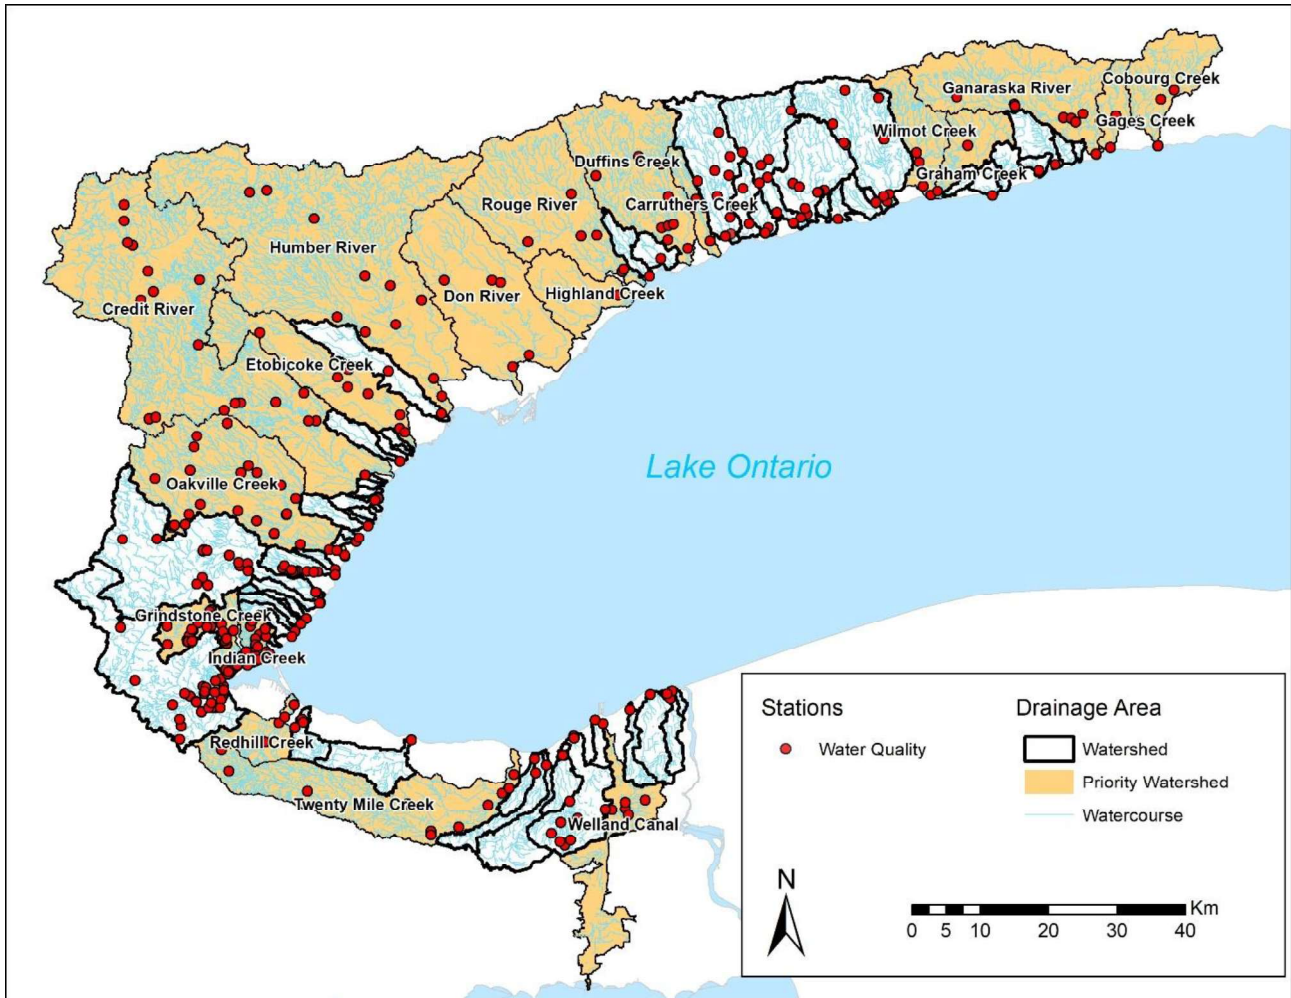 Cobourg Creek
Ganaraska River
Gages Creek
Wilmot Creek
Duffins Creek
Graham Creek
Rouge River
Carruthers Creek
Humber River
Don River
Highland Creek
Credit River
Etobicoke Creek
Lake Ontario
Oakville Creek
Grindstone Creek
Indian Creek
Redhill Creek
Twenty Mile Creek
Welland Canal
Stations
Water Quality
Drainage Area
Watershed
Priority Watershed
Watercourse
N
Km
0 5 10 20 30 40